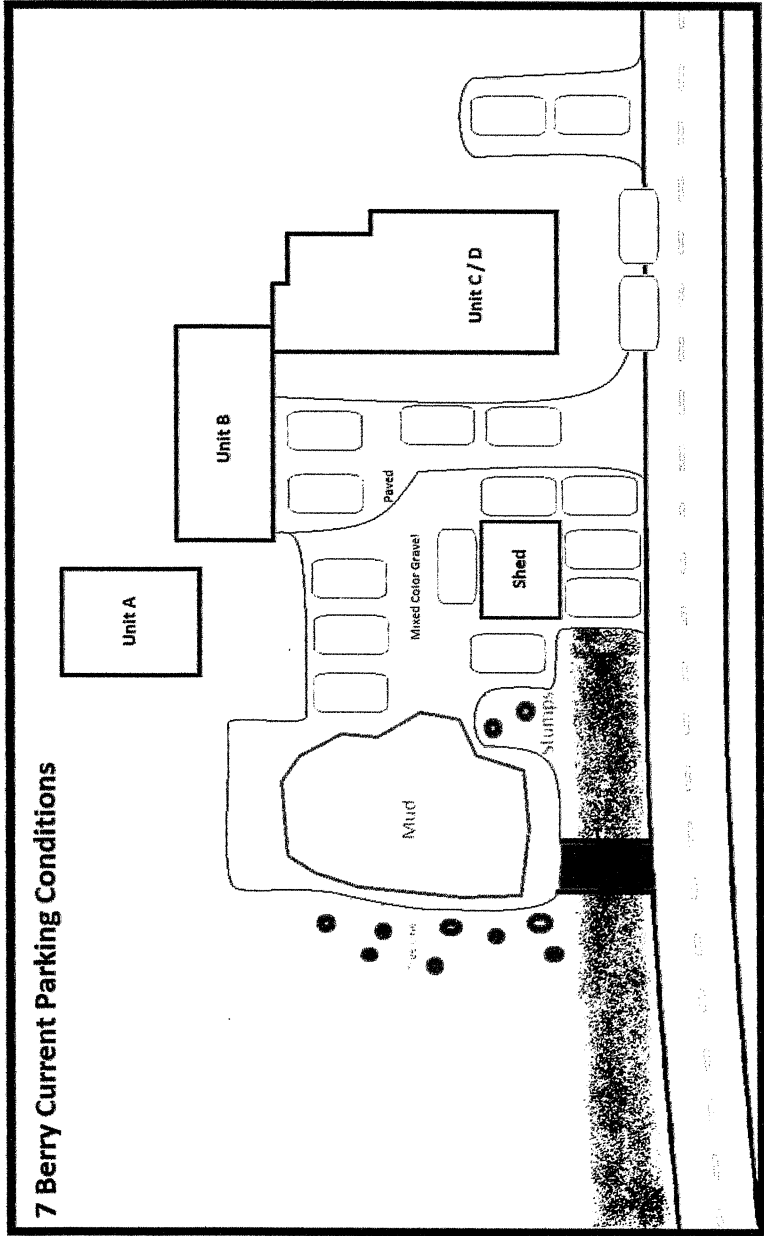 7 Berry Current Parking Conditions
Unit A
Unit B
Unit C / D
Paved
Mixed Color Gravel
Shed
Mud
Stumps